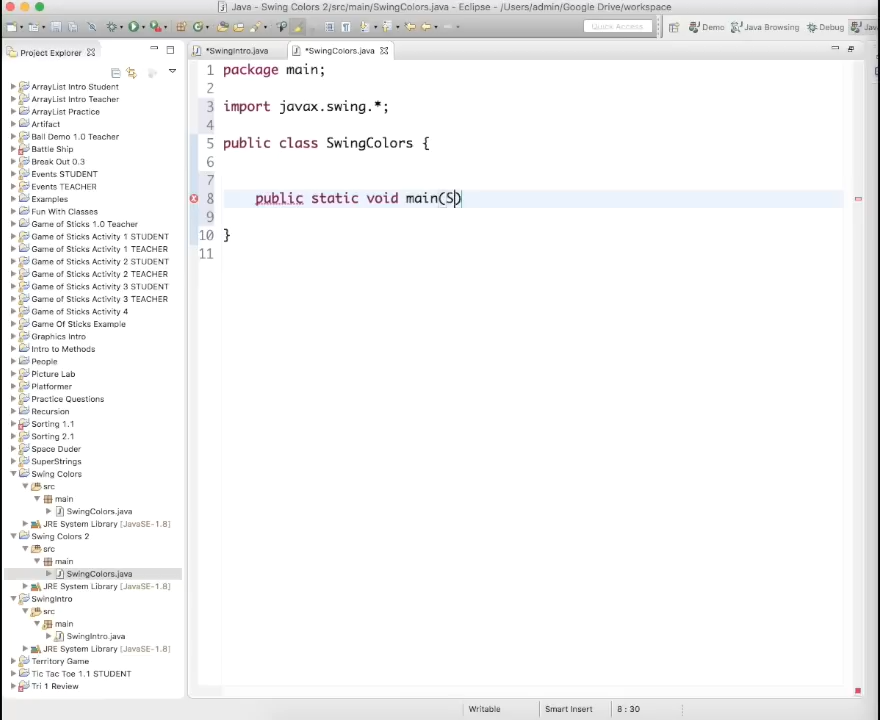 Java - Swing Colors 2/src/main/SwingColors.java - Eclipse - /Users/admin/Google Drive/workspace
Quick Access
Demo
Java Browsing
Debug
Java
Project Explorer
*SwingIntro.java
*SwingColors.java
ArrayList Intro Student
ArrayList Intro Teacher
ArrayList Practice
Artifact
Ball Demo 1.0 Teacher
Battle Ship
Break Out 0.3
Events STUDENT
Events TEACHER
Examples
Fun With Classes
Game of Sticks 1.0 Teacher
Game of Sticks Activity 1 STUDENT
Game of Sticks Activity 1 TEACHER
Game of Sticks Activity 2 STUDENT
Game of Sticks Activity 2 TEACHER
Game of Sticks Activity 3 STUDENT
Game of Sticks Activity 3 TEACHER
Game of Sticks Activity 4
Game Of Sticks Example
Graphics Intro
Intro to Methods
People
Picture Lab
Platformer
Practice Questions
Recursion
Sorting 1.1
Sorting 2.1
Space Duder
SuperStrings
Swing Colors
src
main
SwingColors.java
JRE System Library [JavaSE-1.8]
Swing Colors 2
src
main
SwingColors.java
JRE System Library [JavaSE-1.8]
SwingIntro
src
main
SwingIntro.java
JRE System Library [JavaSE-1.8]
Territory Game
Tic Tac Toe 1.1 STUDENT
Tri 1 Review
1 package main;
2
3 import javax.swing.*;
4
5 public class SwingColors {
6
7
8 public static void main(S)
9
10 }
11
Writable
Smart Insert
8 : 30